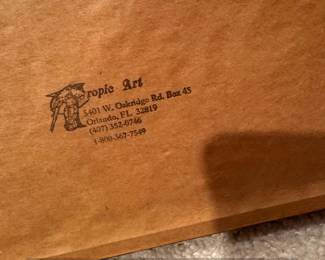 Tropic Art
5401 W. Oakridge Rd. Box 45
Orlando, FL 32819
(407) 352-0746
1-800-367-7549